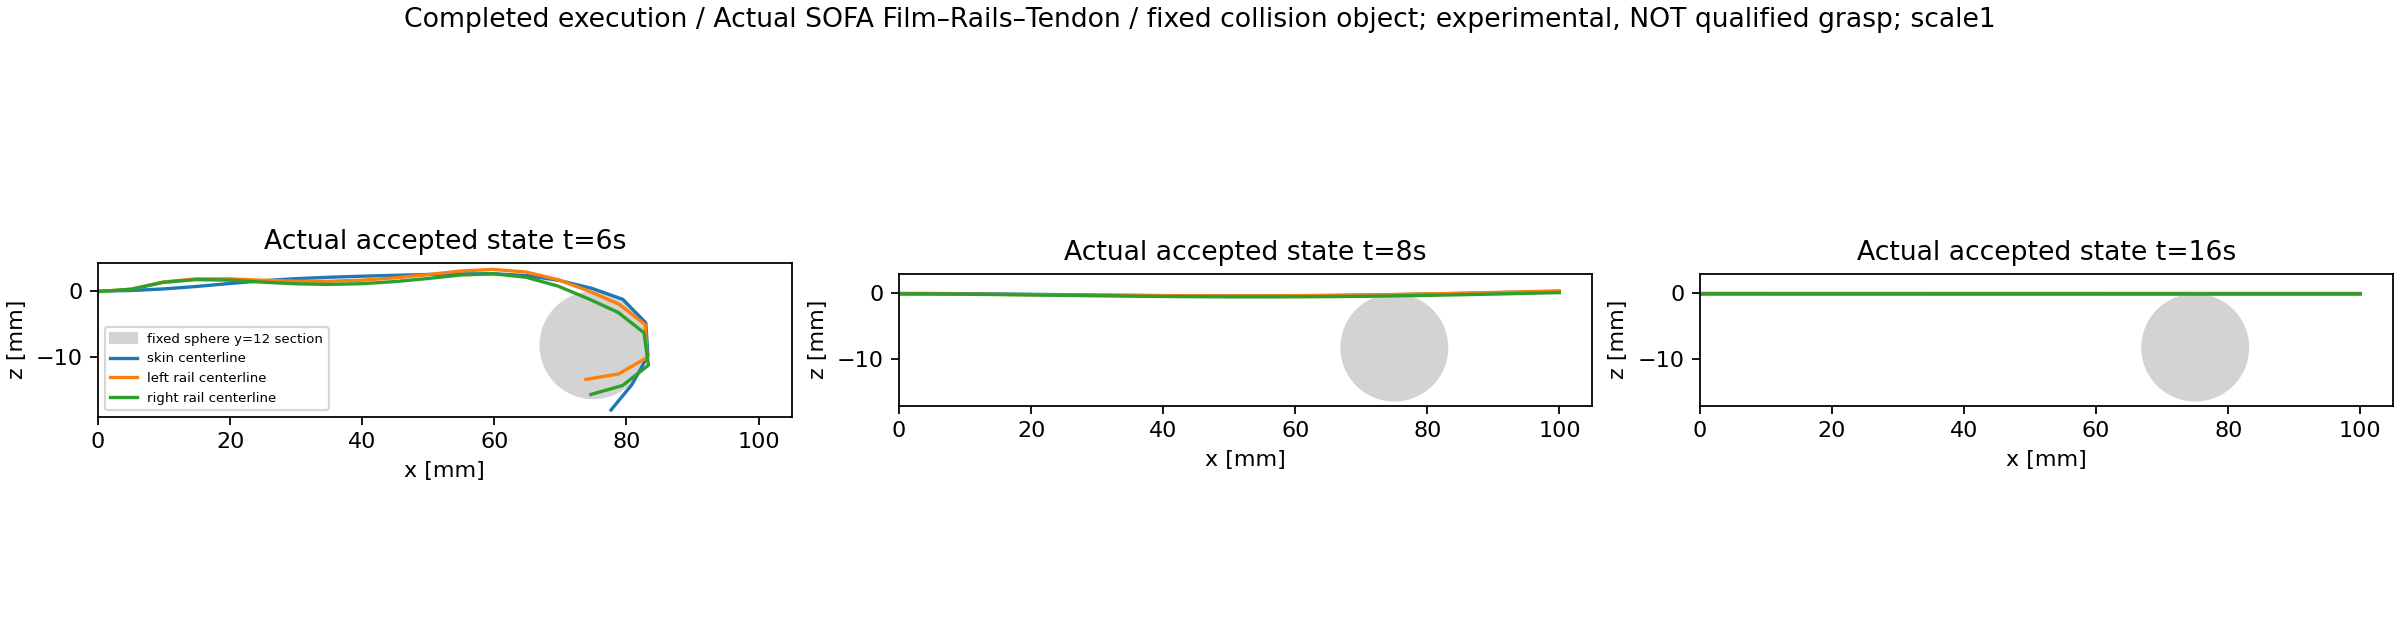 Completed execution / Actual SOFA Film–Rails–Tendon / fixed collision object; experimental, NOT qualified grasp; scale1
Actual accepted state t=6s
0
−10
z [mm]
fixed sphere y=12 section
skin centerline
left rail centerline
right rail centerline
0 20 40 60 80 100
x [mm]
Actual accepted state t=8s
0
−10
z [mm]
0 20 40 60 80 100
x [mm]
Actual accepted state t=16s
0
−10
z [mm]
0 20 40 60 80 100
x [mm]